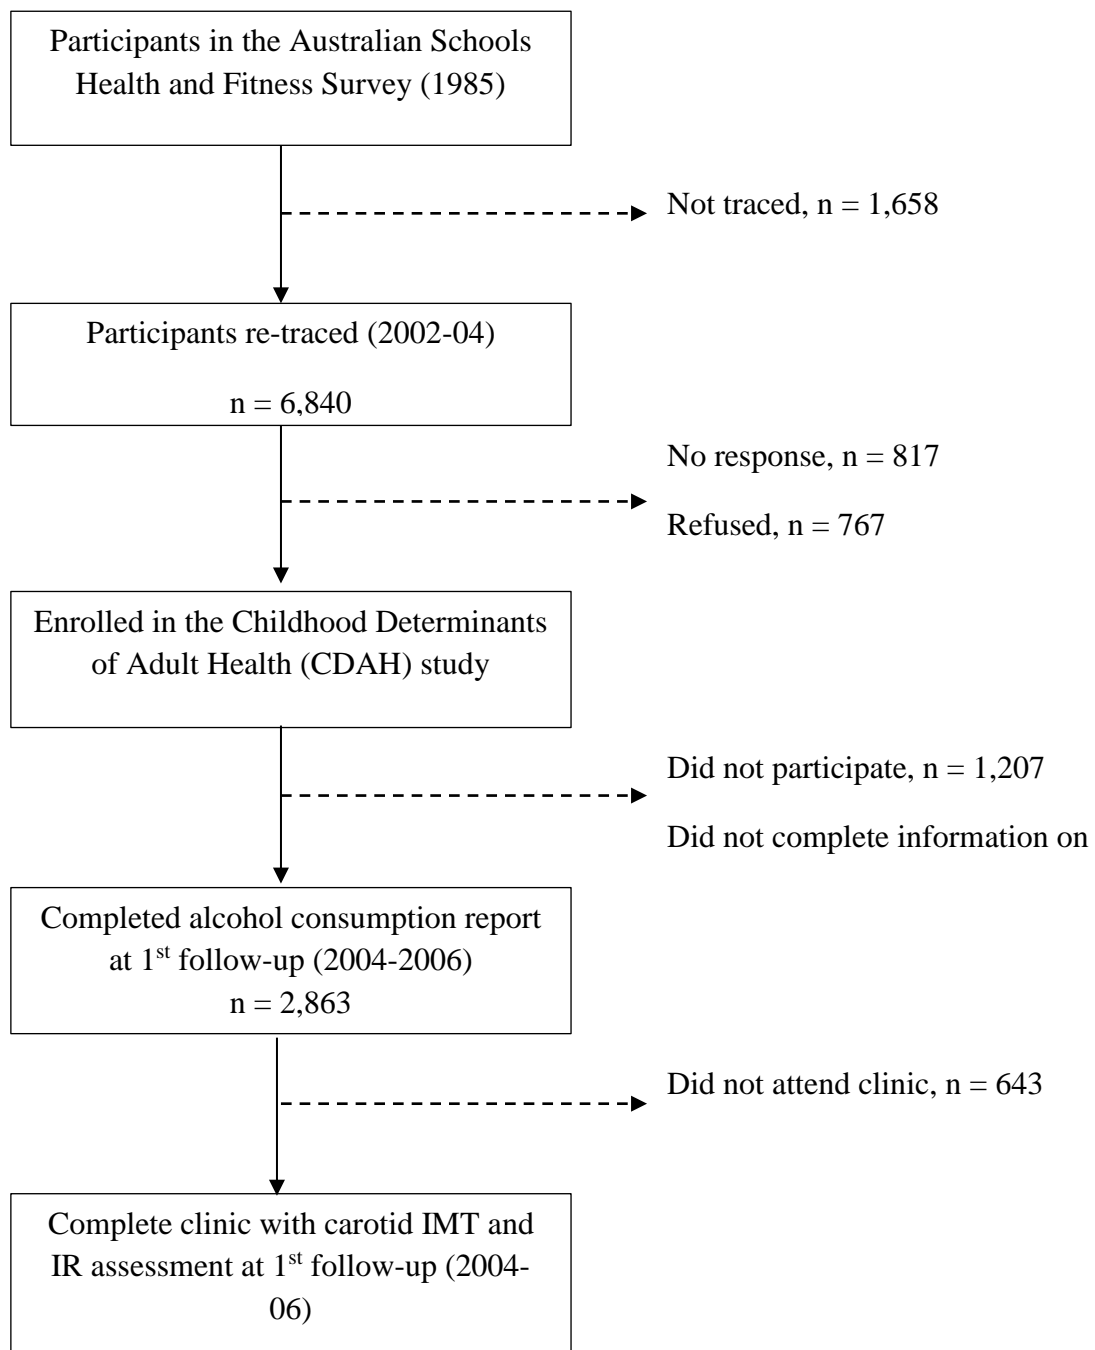 Participants in the Australian Schools
Health and Fitness Survey (1985)
Not traced, n = 1,658
Participants re-traced (2002-04)
n = 6,840
No response, n = 817
Refused, n = 767
Enrolled in the Childhood Determinants
of Adult Health (CDAH) study
Did not participate, n = 1,207
Did not complete information on
Completed alcohol consumption report
at 1st follow-up (2004-2006)
n = 2,863
Did not attend clinic, n = 643
Complete clinic with carotid IMT and
IR assessment at 1st follow-up (2004-
06)